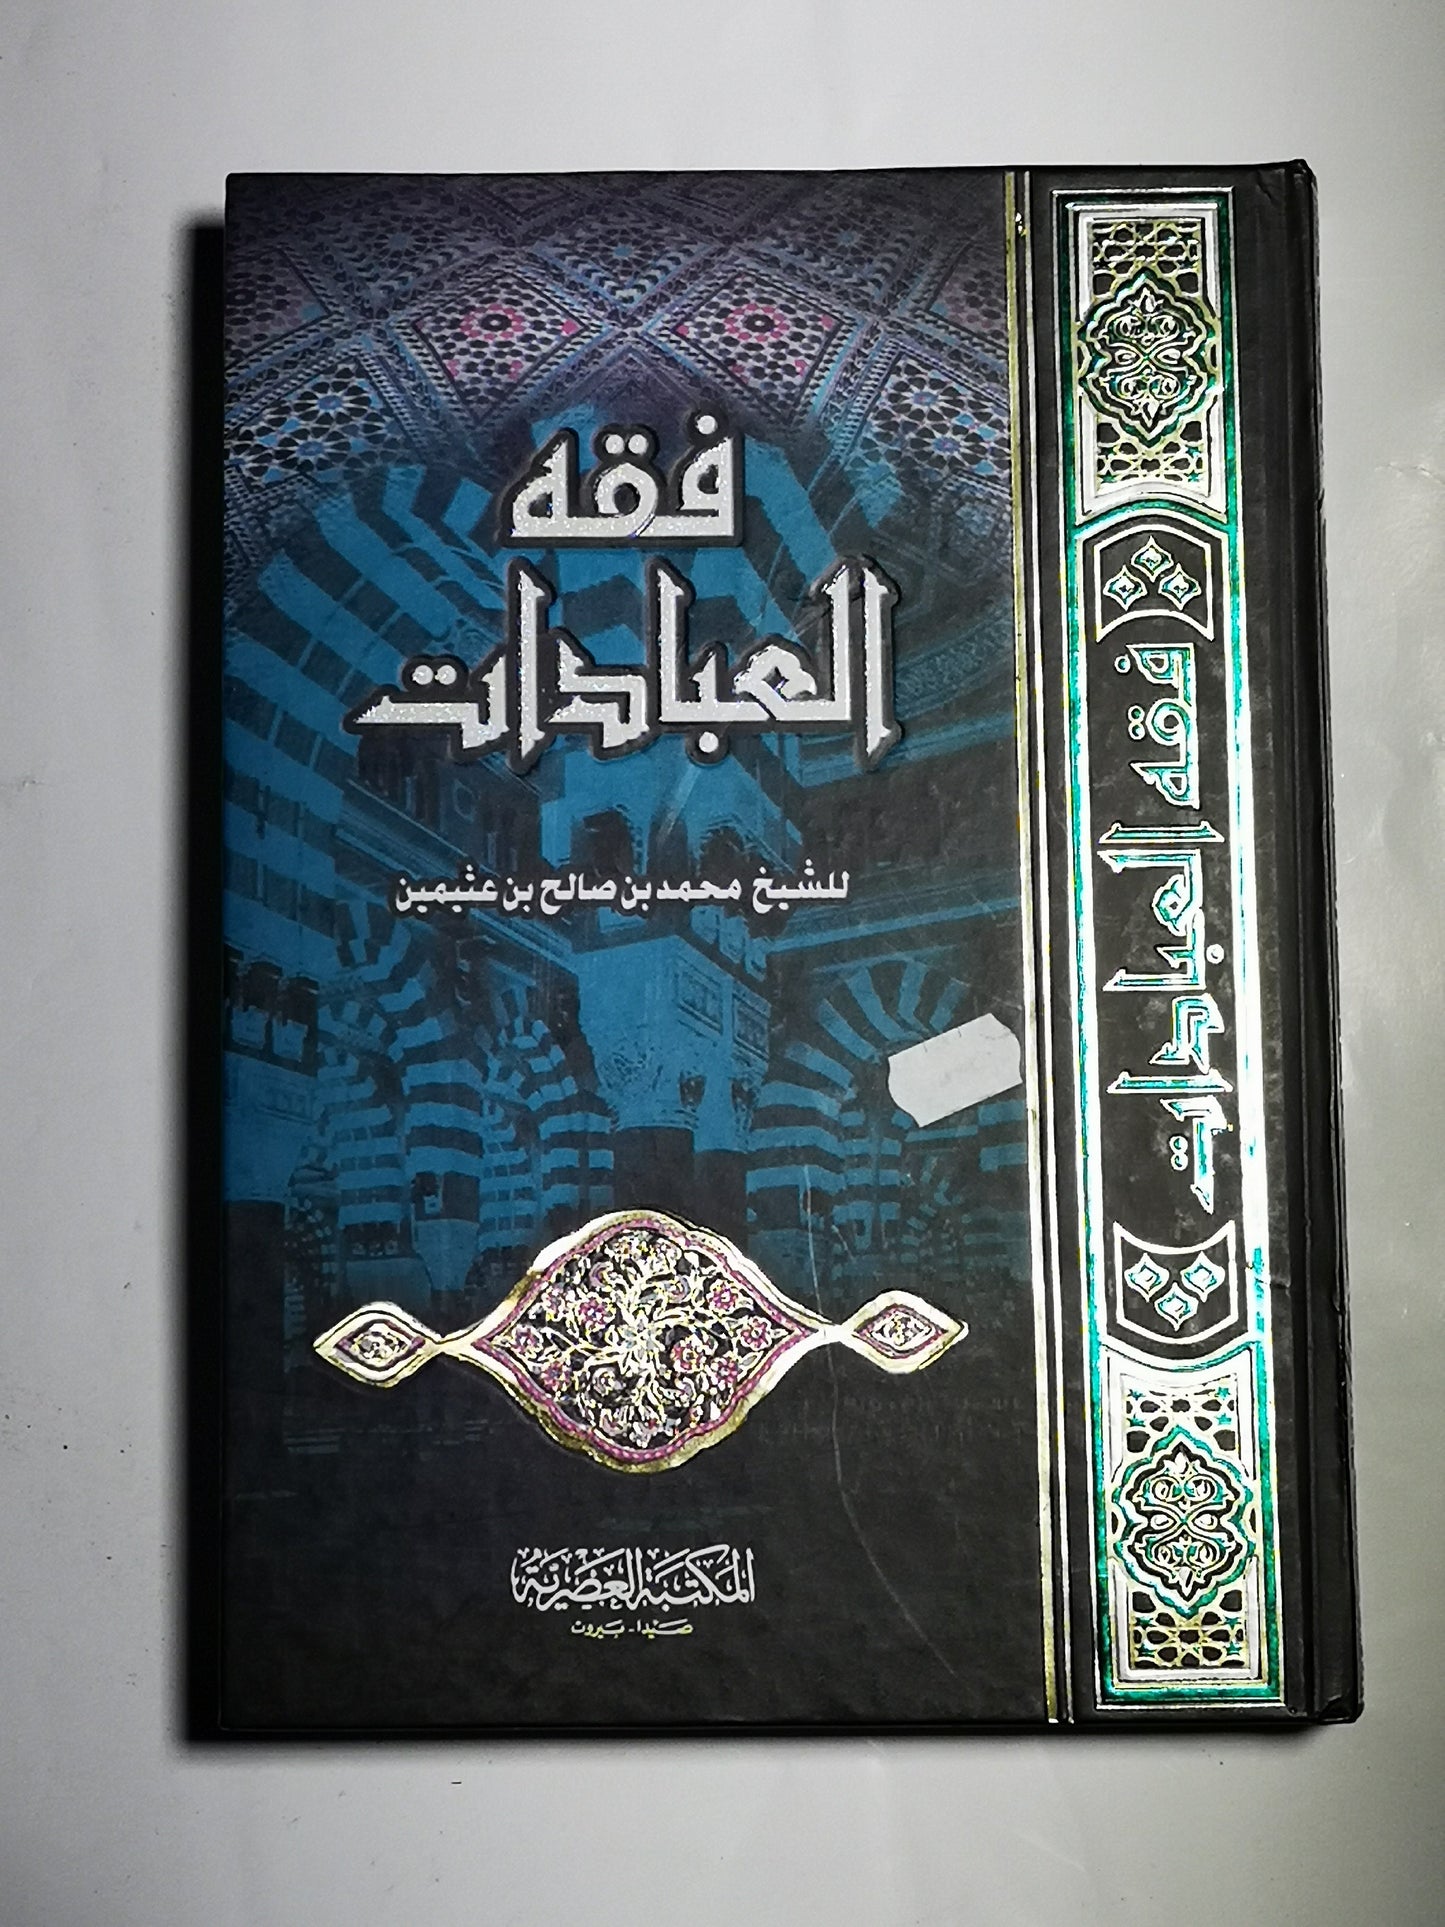 فقه
العبادات
للشيخ محمد بن صالح بن عثيمين
المكتبة العصرية
صيدا - بيروت
فقه العبادات